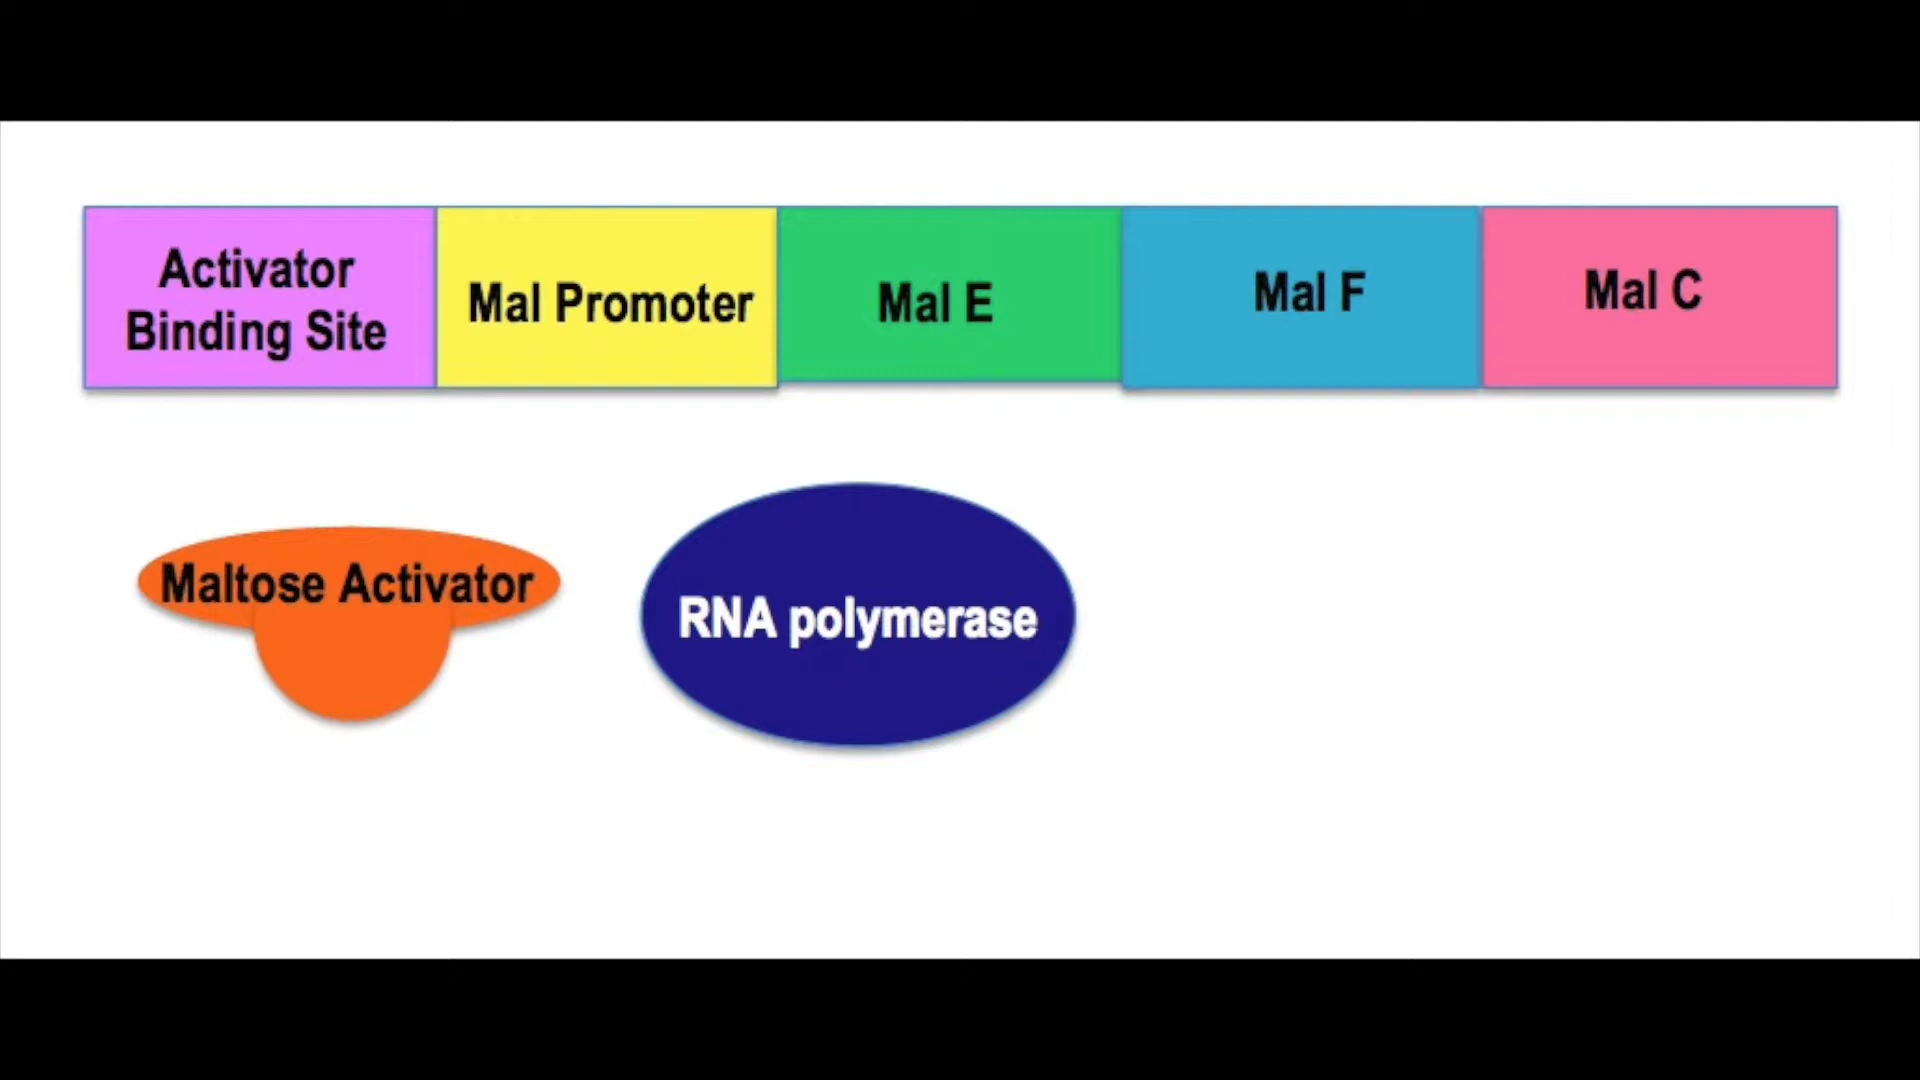 Activator
Binding Site
Mal Promoter
Mal E
Mal F
Mal C
Maltose Activator
RNA polymerase